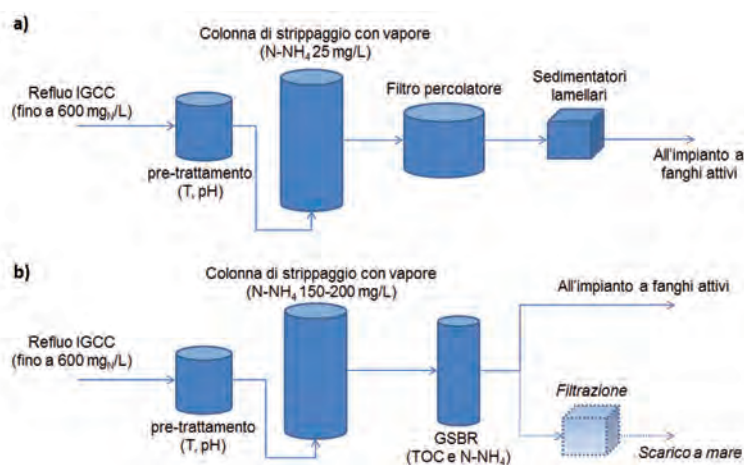 a)
Colonna di strippaggio con vapore
(N-NH₄ 25 mg/L)
Refluo IGCC
(fino a 600 mgₙ/L)
Filtro percolatore
Sedimentatori
lamellari
pre-trattamento
(T, pH)
All'impianto a
fanghi attivi
b)
Colonna di strippaggio con vapore
(N-NH₄ 150-200 mg/L)
All'impianto a fanghi attivi
Refluo IGCC
(fino a 600 mgₙ/L)
Filtrazione
pre-trattamento
(T, pH)
GSBR
(TOC e N-NH₄)
Scarico a mare